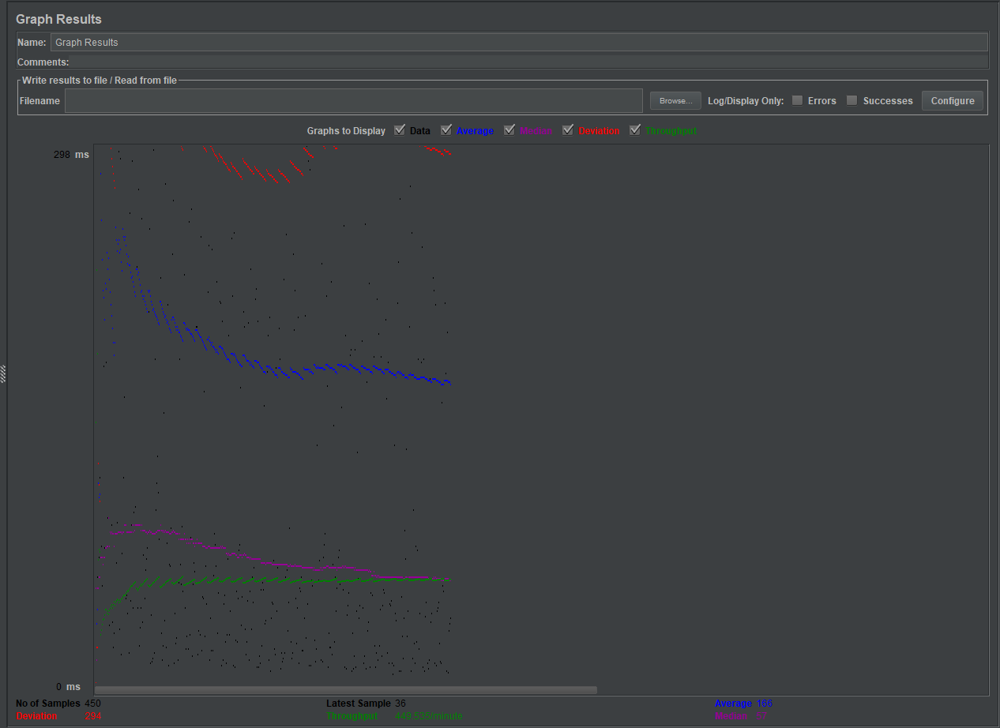 Graph Results
Name: Graph Results
Comments:
Write results to file / Read from file
Filename Browse... Log/Display Only: Errors Successes Configure
Graphs to Display Data Average Median Deviation Throughput
298 ms
0 ms
No of Samples 450 Latest Sample 36 Average 166
Deviation 294 Throughput 449.535/minute Median